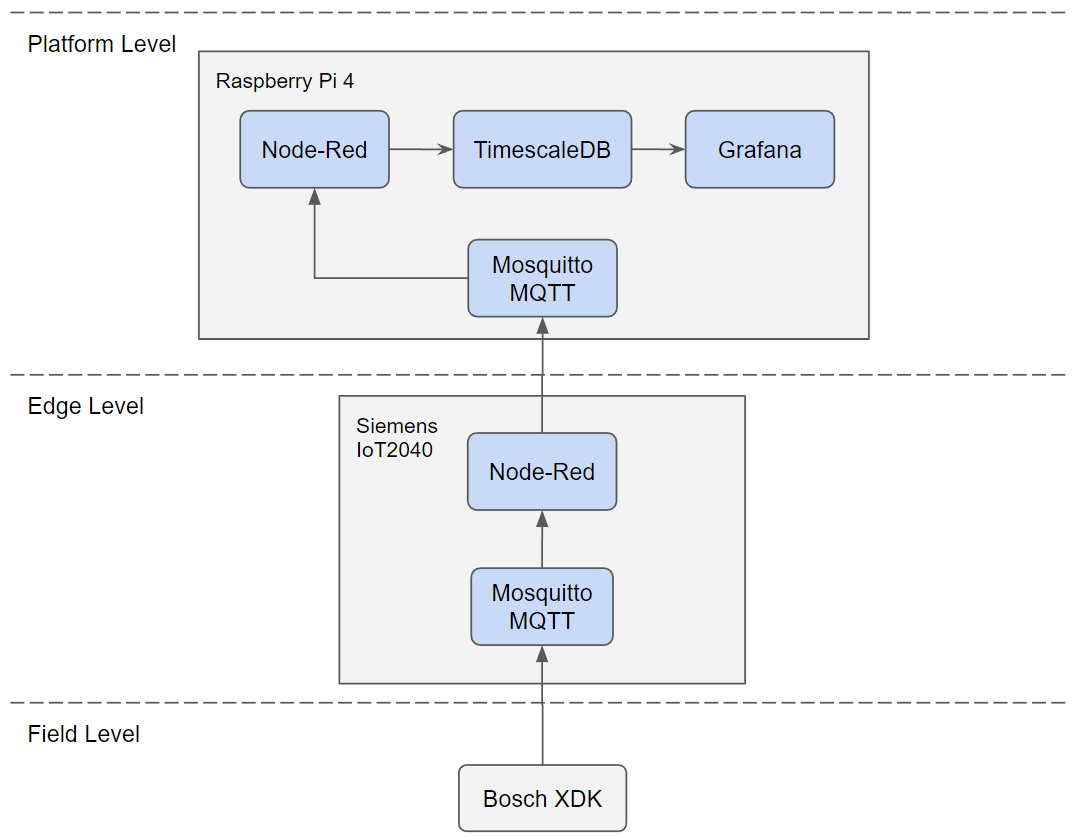 Platform Level
Raspberry Pi 4
Node-Red
TimescaleDB
Grafana
Mosquitto
MQTT
Edge Level
Siemens
IoT2040
Node-Red
Mosquitto
MQTT
Field Level
Bosch XDK